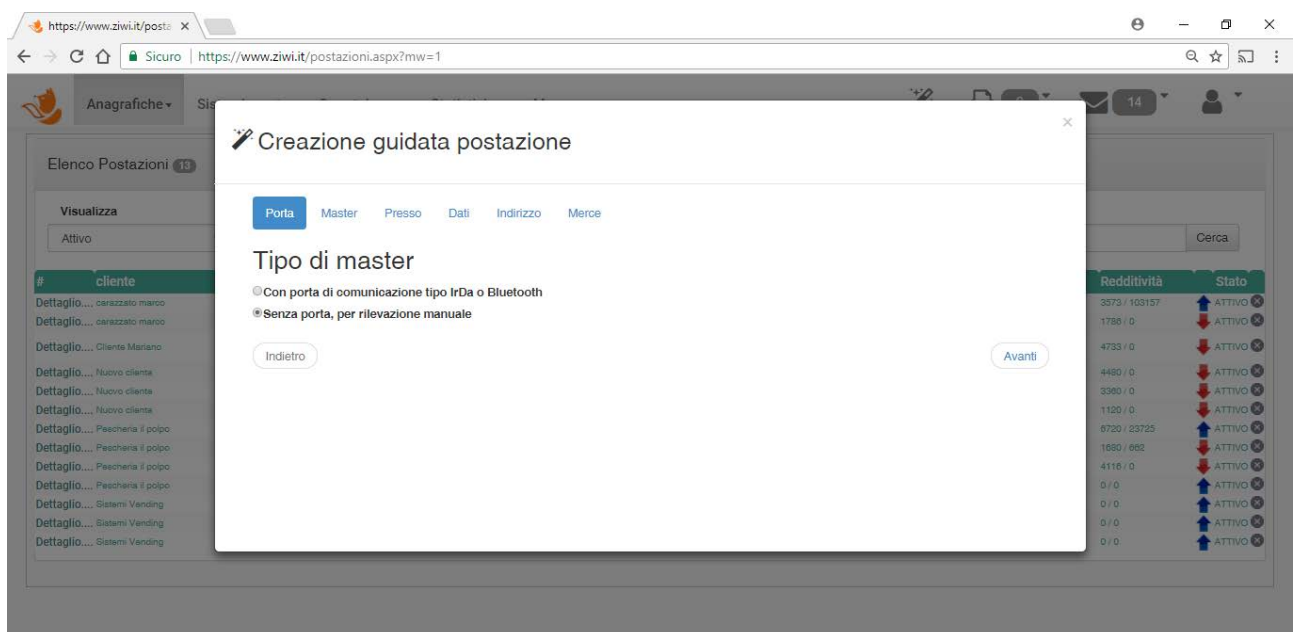 https://www.ziwi.it/posta
Sicuro | https://www.ziwi.it/postazioni.aspx?mw=1
Anagrafiche
14
Creazione guidata postazione
Elenco Postazioni 13
Visualizza
Attivo
Cerca
Porta Master Presso Dati Indirizzo Merce
Tipo di master
Con porta di comunicazione tipo IrDa o Bluetooth
Senza porta, per rilevazione manuale
Indietro Avanti
# cliente Redditività Stato
Dettaglio.... carazzato marco 3573 / 103157 ATTIVO
Dettaglio.... carazzato marco 1786 / 0 ATTIVO
Dettaglio.... Cliente Mariano 4733 / 0 ATTIVO
Dettaglio.... Nuovo cliente 4480 / 0 ATTIVO
Dettaglio.... Nuovo cliente 3360 / 0 ATTIVO
Dettaglio.... Nuovo cliente 1120 / 0 ATTIVO
Dettaglio.... Pescheria il polpo 6720 / 23725 ATTIVO
Dettaglio.... Pescheria il polpo 1680 / 662 ATTIVO
Dettaglio.... Pescheria il polpo 4116 / 0 ATTIVO
Dettaglio.... Pescheria il polpo 0 / 0 ATTIVO
Dettaglio.... Sistemi Vending 0 / 0 ATTIVO
Dettaglio.... Sistemi Vending 0 / 0 ATTIVO
Dettaglio.... Sistemi Vending 0 / 0 ATTIVO